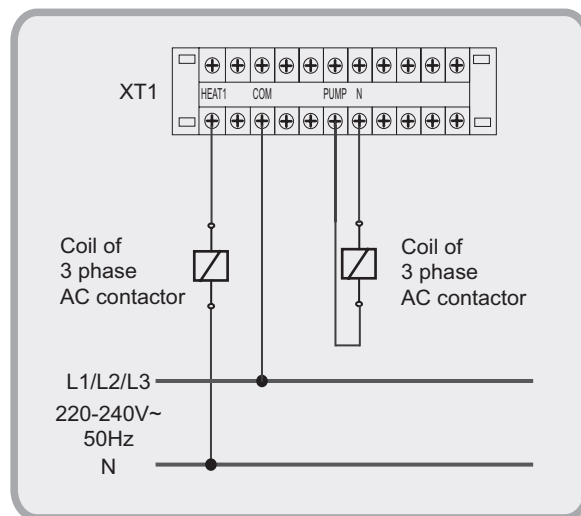 XT1
HEAT1 COM PUMP N
Coil of
3 phase
AC contactor
Coil of
3 phase
AC contactor
L1/L2/L3
220-240V~
50Hz
N